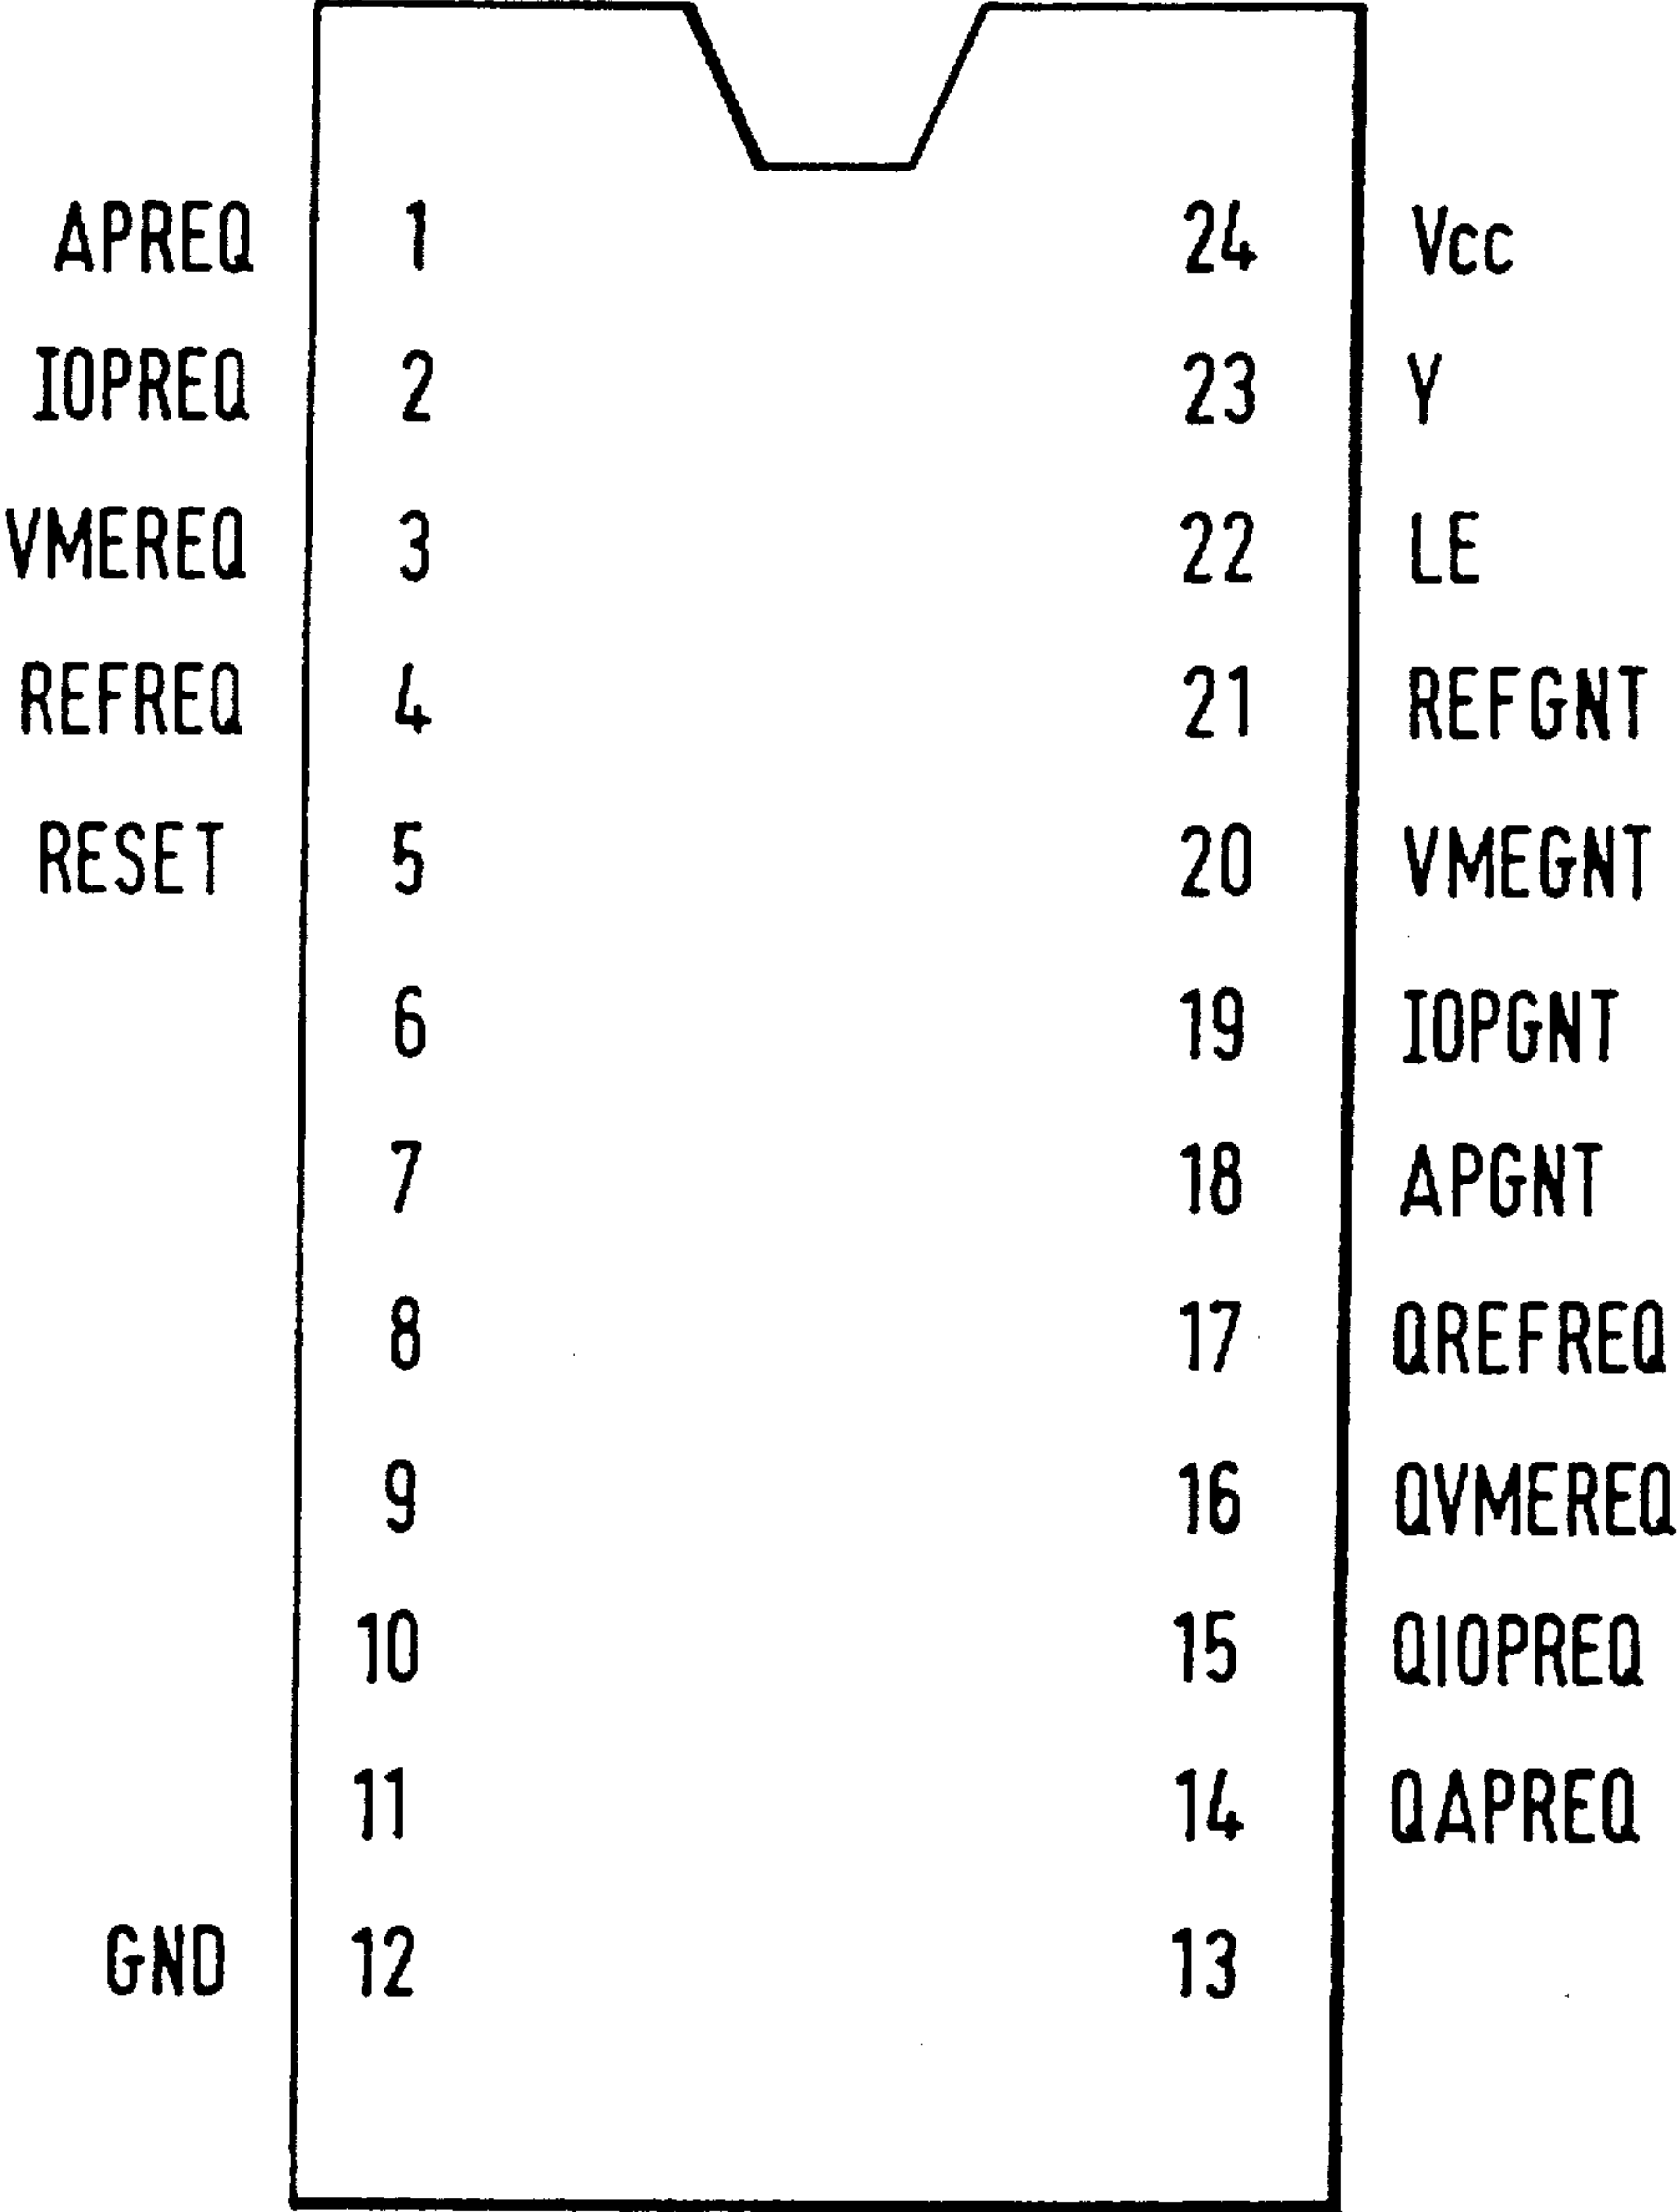 APREQ 1 24 Vcc
IOPREQ 2 23 Y
VMEREQ 3 22 LE
REFREQ 4 21 REFGNT
RESET 5 20 VMEGNT
6 19 IOPGNT
7 18 APGNT
8 17 QREFREQ
9 16 QVMEREQ
10 15 QIOPREQ
11 14 QAPREQ
GND 12 13